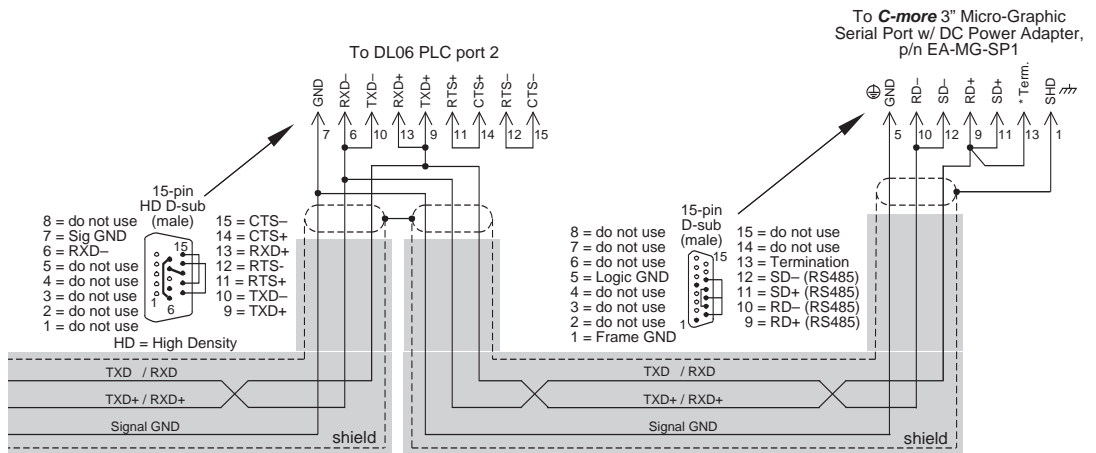 To C-more 3" Micro-Graphic
Serial Port w/ DC Power Adapter,
p/n EA-MG-SP1
To DL06 PLC port 2
GND
RXD–
TXD–
RXD+
TXD+
RTS+
CTS+
RTS–
CTS–
7
6
10
13
9
11
14
12
15
GND
RD–
SD–
RD+
SD+
*Term.
SHD
5
10
12
9
11
13
1
15-pin
HD D-sub
(male)
8 = do not use
7 = Sig GND
6 = RXD–
5 = do not use
4 = do not use
3 = do not use
2 = do not use
1 = do not use
15
1
6
15 = CTS–
14 = CTS+
13 = RXD+
12 = RTS-
11 = RTS+
10 = TXD–
9 = TXD+
HD = High Density
15-pin
D-sub
(male)
8 = do not use
7 = do not use
6 = do not use
5 = Logic GND
4 = do not use
3 = do not use
2 = do not use
1 = Frame GND
15
1
15 = do not use
14 = do not use
13 = Termination
12 = SD– (RS485)
11 = SD+ (RS485)
10 = RD– (RS485)
9 = RD+ (RS485)
TXD / RXD
TXD+ / RXD+
Signal GND
shield
TXD / RXD
TXD+ / RXD+
Signal GND
shield